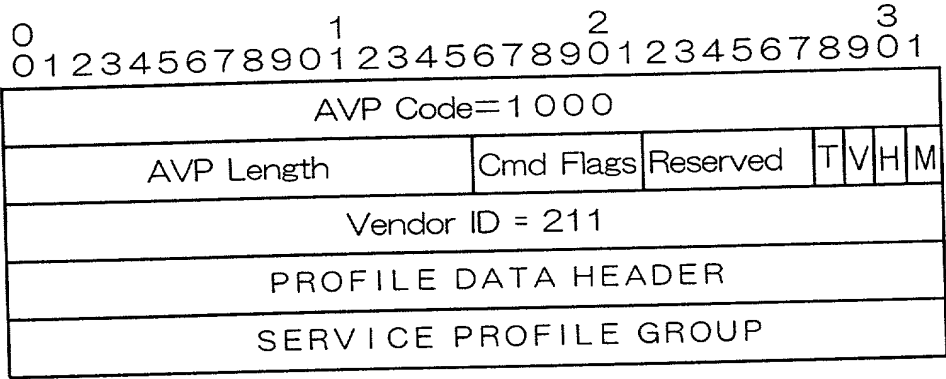 0 1 2 3
01234567890123456789012345678901
AVP Code=1000
AVP Length Cmd Flags Reserved T V H M
Vendor ID = 211
PROFILE DATA HEADER
SERVICE PROFILE GROUP